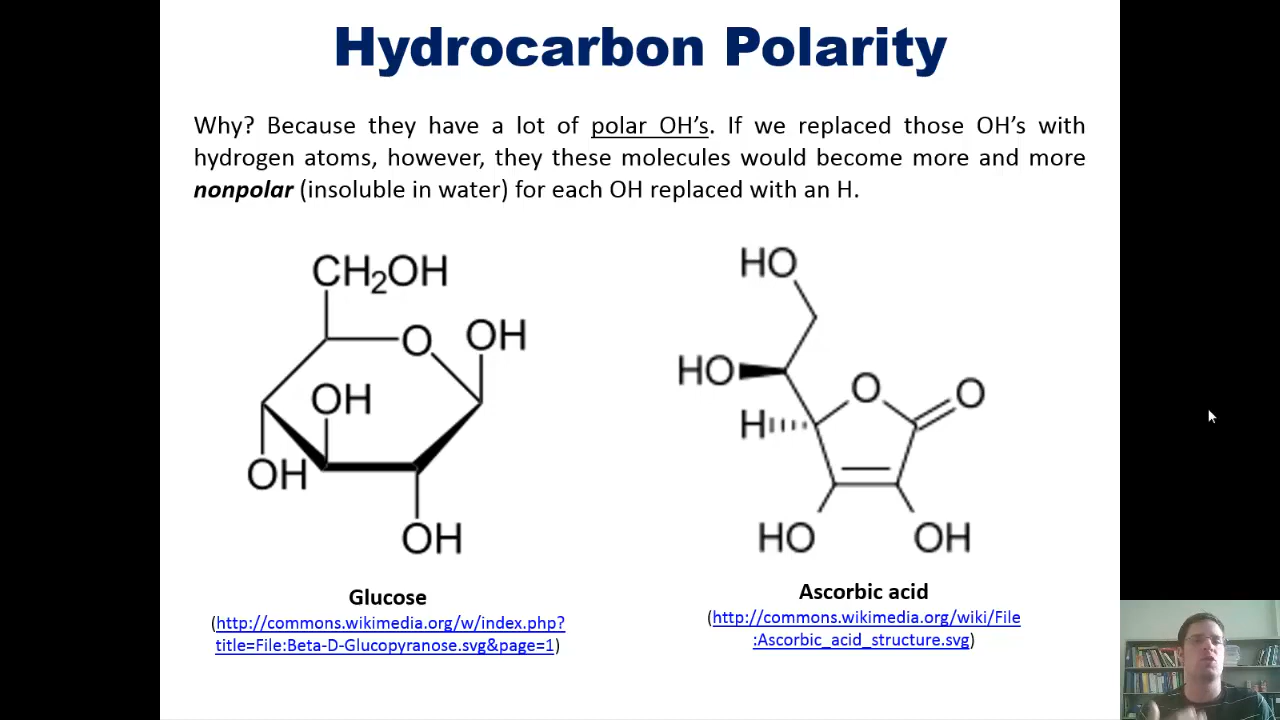 Hydrocarbon Polarity
Why? Because they have a lot of polar OH's. If we replaced those OH's with
hydrogen atoms, however, they these molecules would become more and more
nonpolar (insoluble in water) for each OH replaced with an H.
CH2OH
O
OH
OH
OH
OH
HO
HO
H
O
O
HO
OH
Glucose
(http://commons.wikimedia.org/w/index.php?
title=File:Beta-D-Glucopyranose.svg&page=1)
Ascorbic acid
(http://commons.wikimedia.org/wiki/File
:Ascorbic_acid_structure.svg)